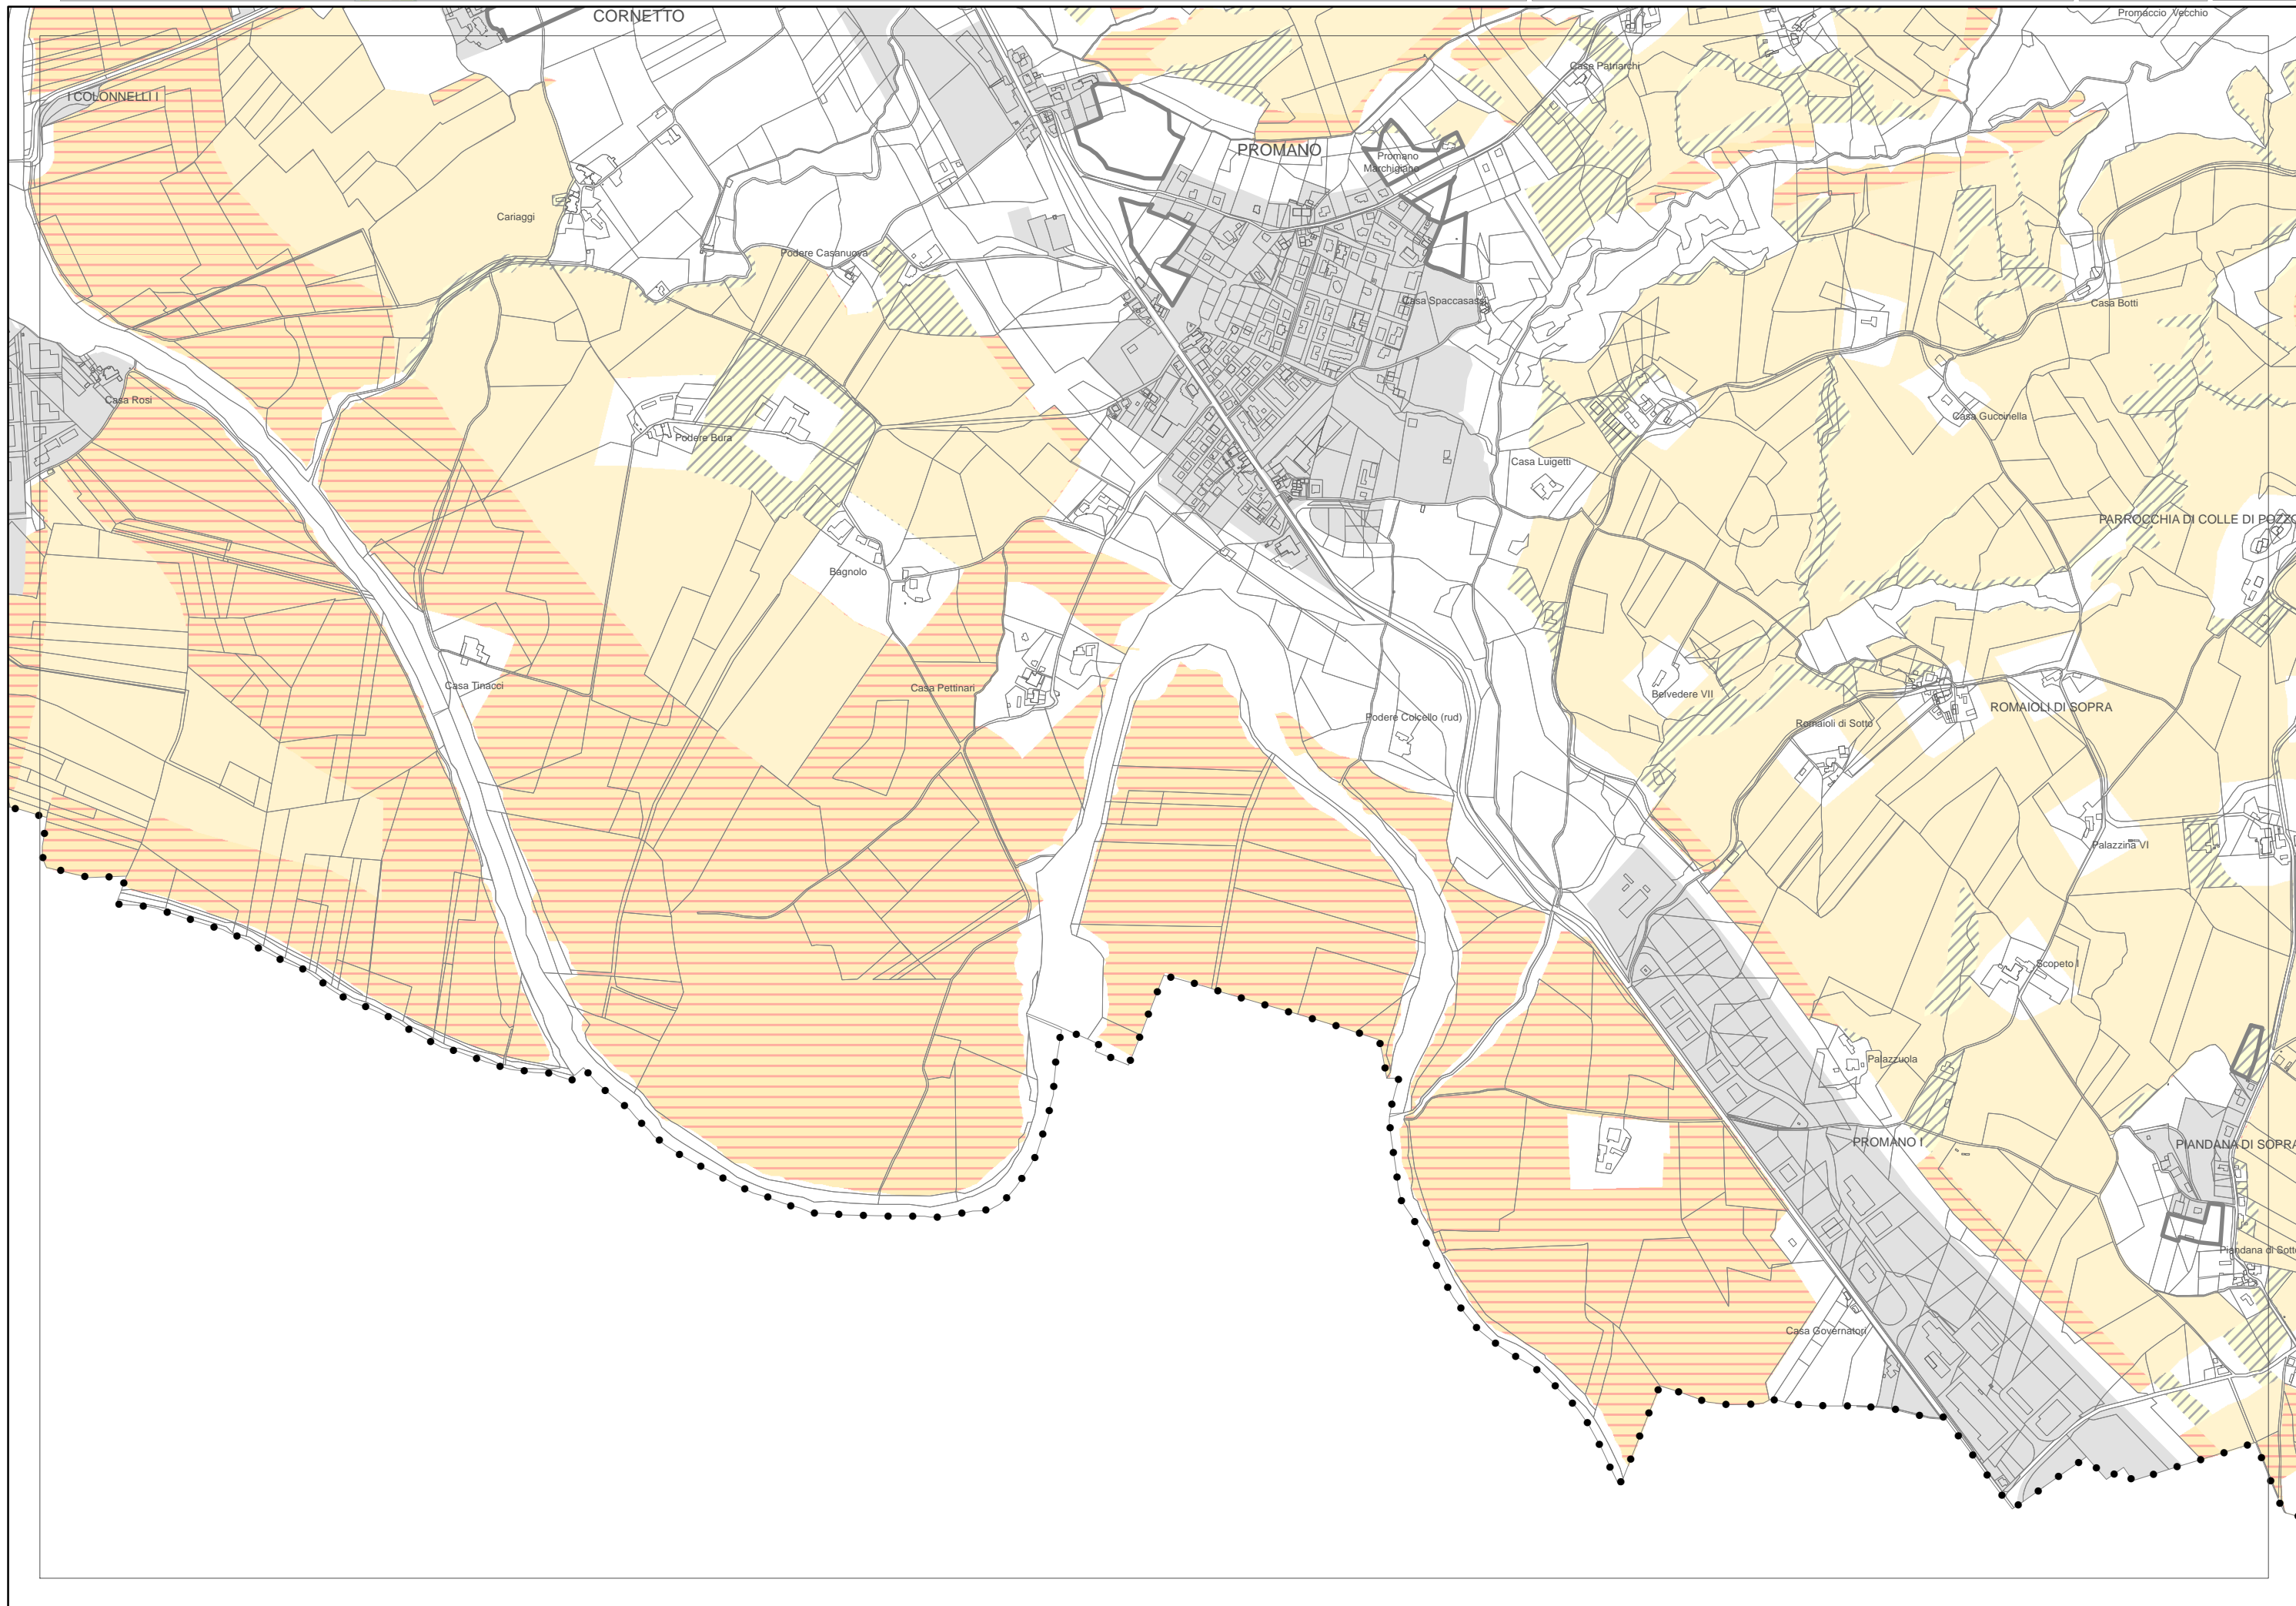 CORNETTO
Promaccio Vecchio
Case Patriarchi
I COLONNELLI I
PROMANO
Promano
Marchigiano
Cariaggi
Podere Casanuova
Casa Spaccasassi
Casa Botti
Casa Rosi
Casa Guccinella
Podere Bura
Casa Luigetti
PARROCCHIA DI COLLE DI POZZO
Bagnolo
Casa Tinacci
Casa Pettinari
Belvedere VII
ROMAIOLI DI SOPRA
Podere Colcello (rud)
Romaioli di Sotto
Palazzina VI
Scopeto I
Palazzuola
PROMANO I
PIANDANA DI SOPRA
Piandana di Sotto
Casa Governatori